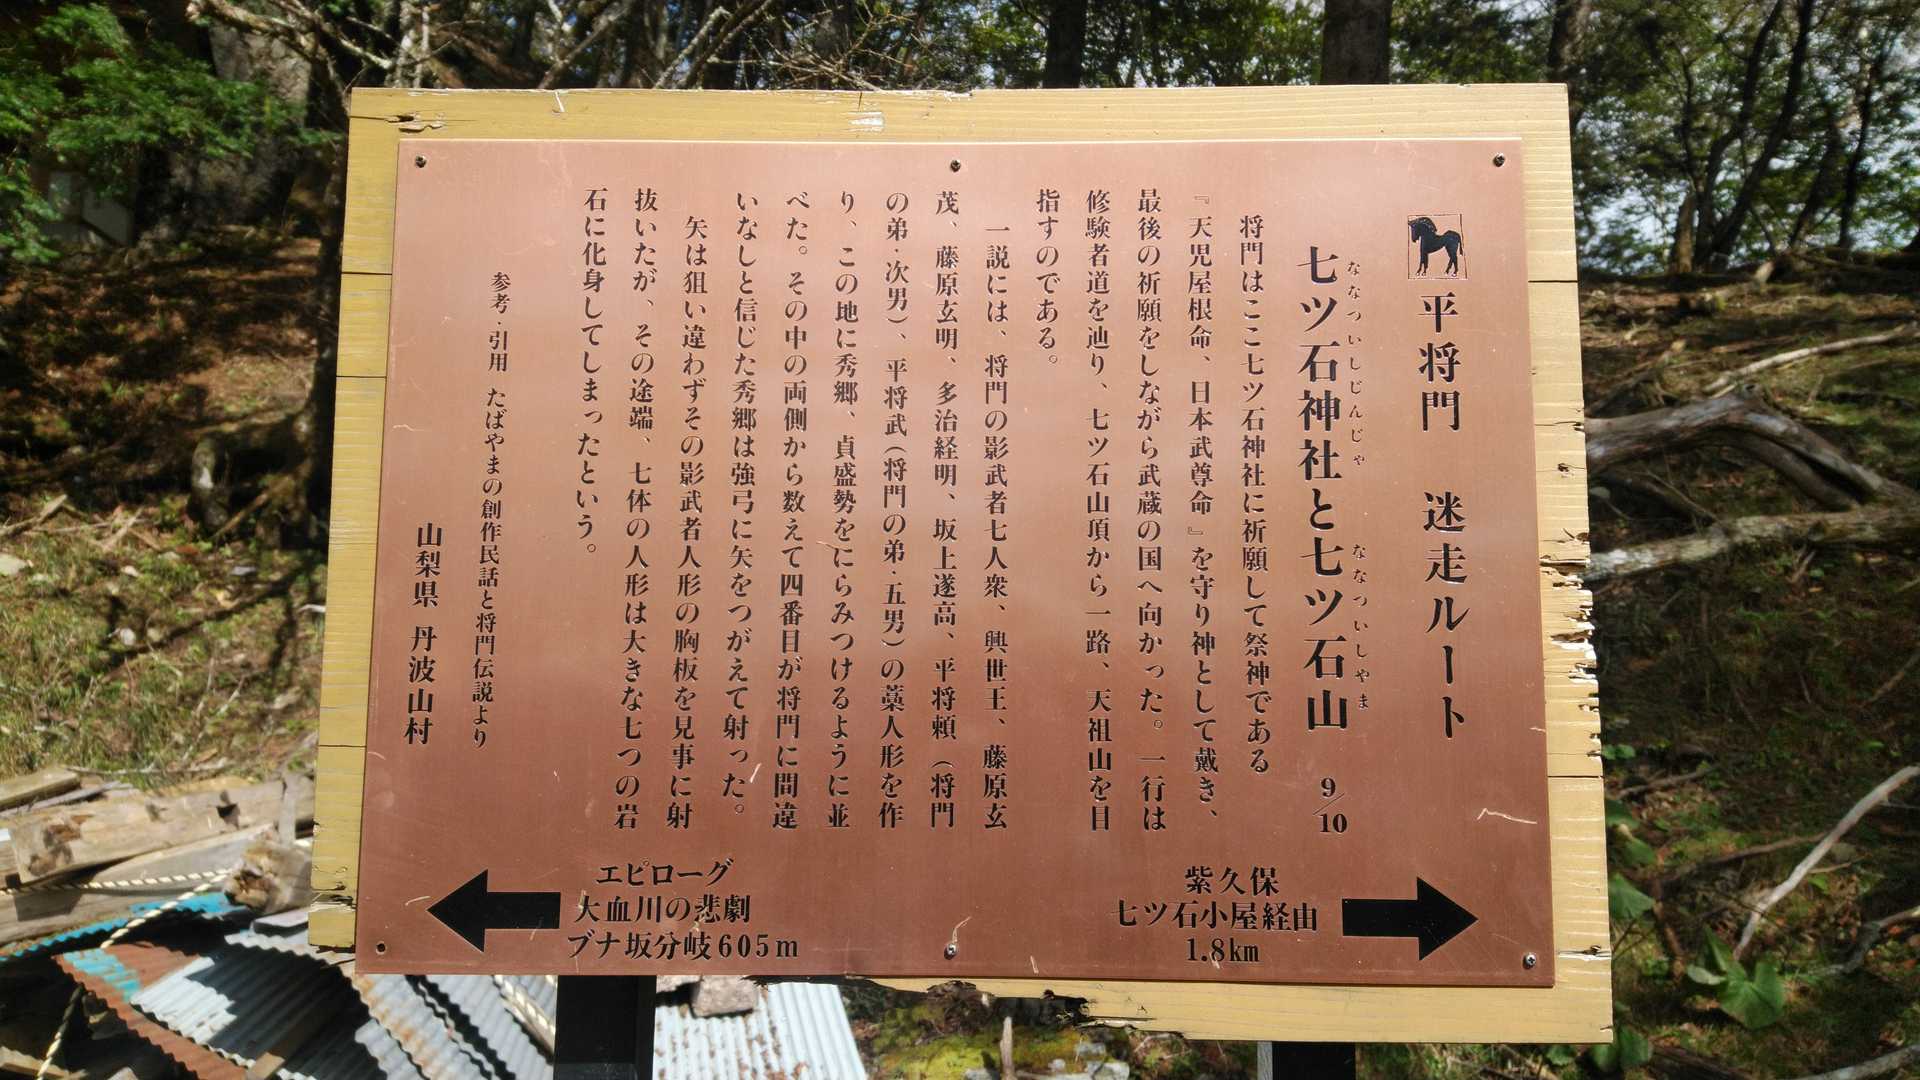 平将門　迷走ルート
七ツ石神社と七ツ石山　9/10
なないついしじんじゃ
なないついしやま
将門はここ七ツ石神社に祈願して祭神である
『天児屋根命、日本武尊命』を守り神として戴き、
最後の祈願をしながら武蔵の国へ向かった。一行は
修験者道を辿り、七ツ石山頂から一路、天祖山を目
指すのである。
一説には、将門の影武者七人衆、興世王、藤原玄
茂、藤原玄明、多治経明、坂上遂高、平将頼（将門
の弟・次男）、平将武（将門の弟・五男）の藁人形を作
り、この地に秀郷、貞盛勢をにらみつけるように並
べた。その中の両側から数えて四番目が将門に間違
いなしと信じた秀郷は強弓に矢をつがえて射った。
矢は狙い違わずその影武者人形の胸板を見事に射
抜いたが、その途端、七体の人形は大きな七つの岩
石に化身してしまったという。
参考・引用　たばやまの創作民話と将門伝説より
山梨県　丹波山村
紫久保
七ツ石小屋経由
1.8km
エピローグ
大血川の悲劇
ブナ坂分岐605m